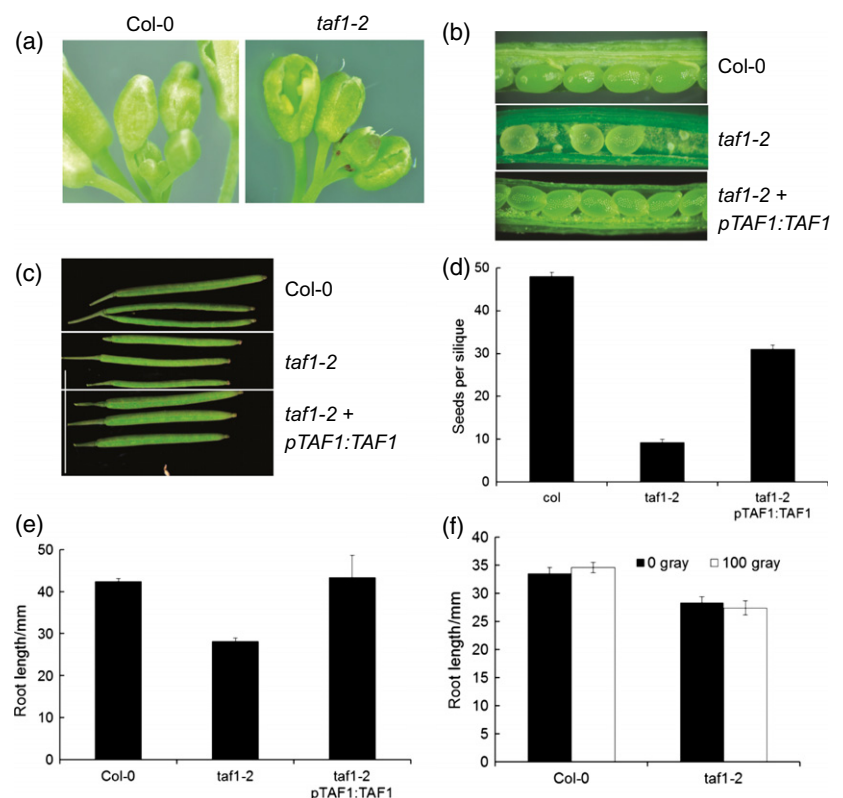 (a)
Col-0
taf1-2
(b)
Col-0
taf1-2
taf1-2 +
pTAF1:TAF1
(c)
Col-0
taf1-2
taf1-2 +
pTAF1:TAF1
(d)
Seeds per silique
50
40
30
20
10
0
col
taf1-2
taf1-2
pTAF1:TAF1
(e)
Root length/mm
50
40
30
20
10
0
Col-0
taf1-2
taf1-2
pTAF1:TAF1
(f)
Root length/mm
40
35
30
25
20
15
10
5
0
0 gray
100 gray
Col-0
taf1-2